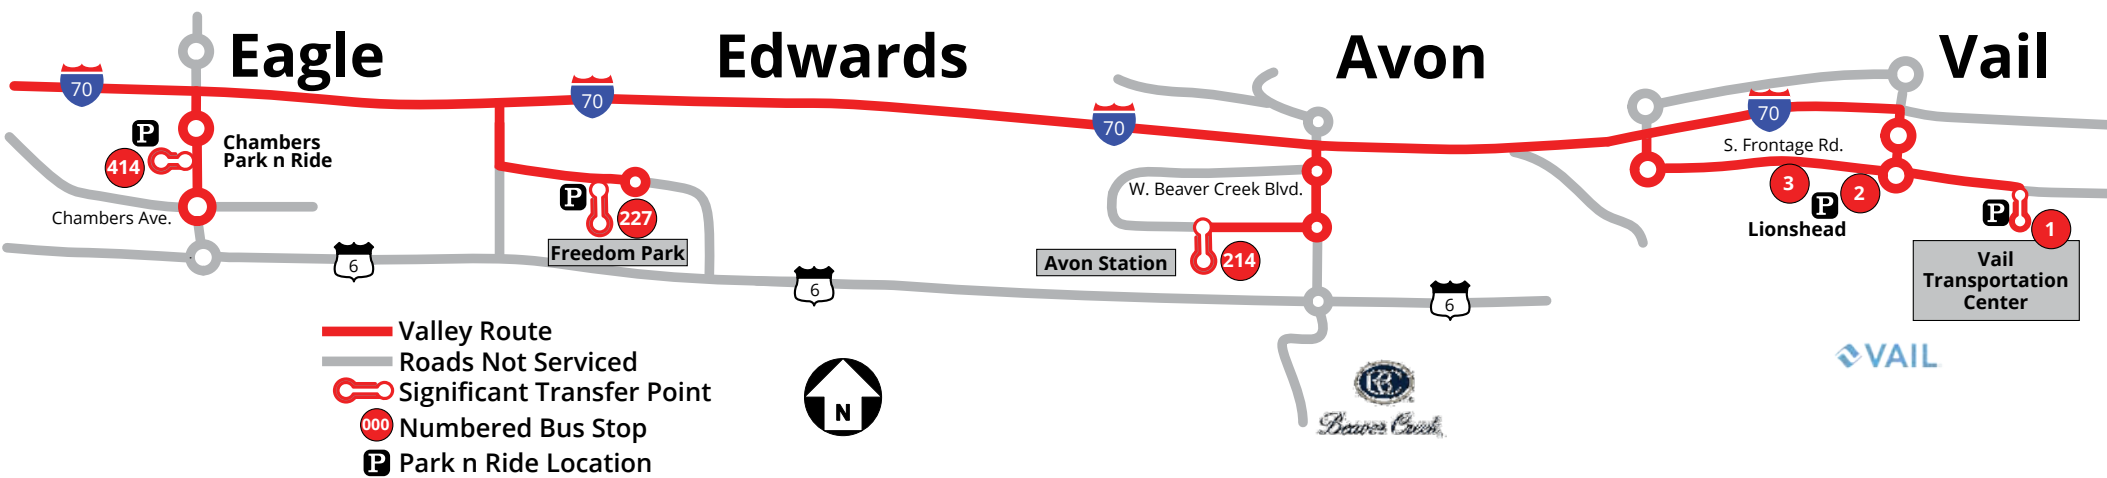 Eagle
Edwards
Avon
Vail
70
70
70
70
P
Chambers
Park n Ride
414
Chambers Ave.
P
227
Freedom Park
W. Beaver Creek Blvd.
Avon Station
214
S. Frontage Rd.
3
2
P
Lionshead
P
1
Vail
Transportation
Center
6
6
6
Valley Route
Roads Not Serviced
Significant Transfer Point
000 Numbered Bus Stop
P Park n Ride Location
N
BC
Beaver Creek
VAIL